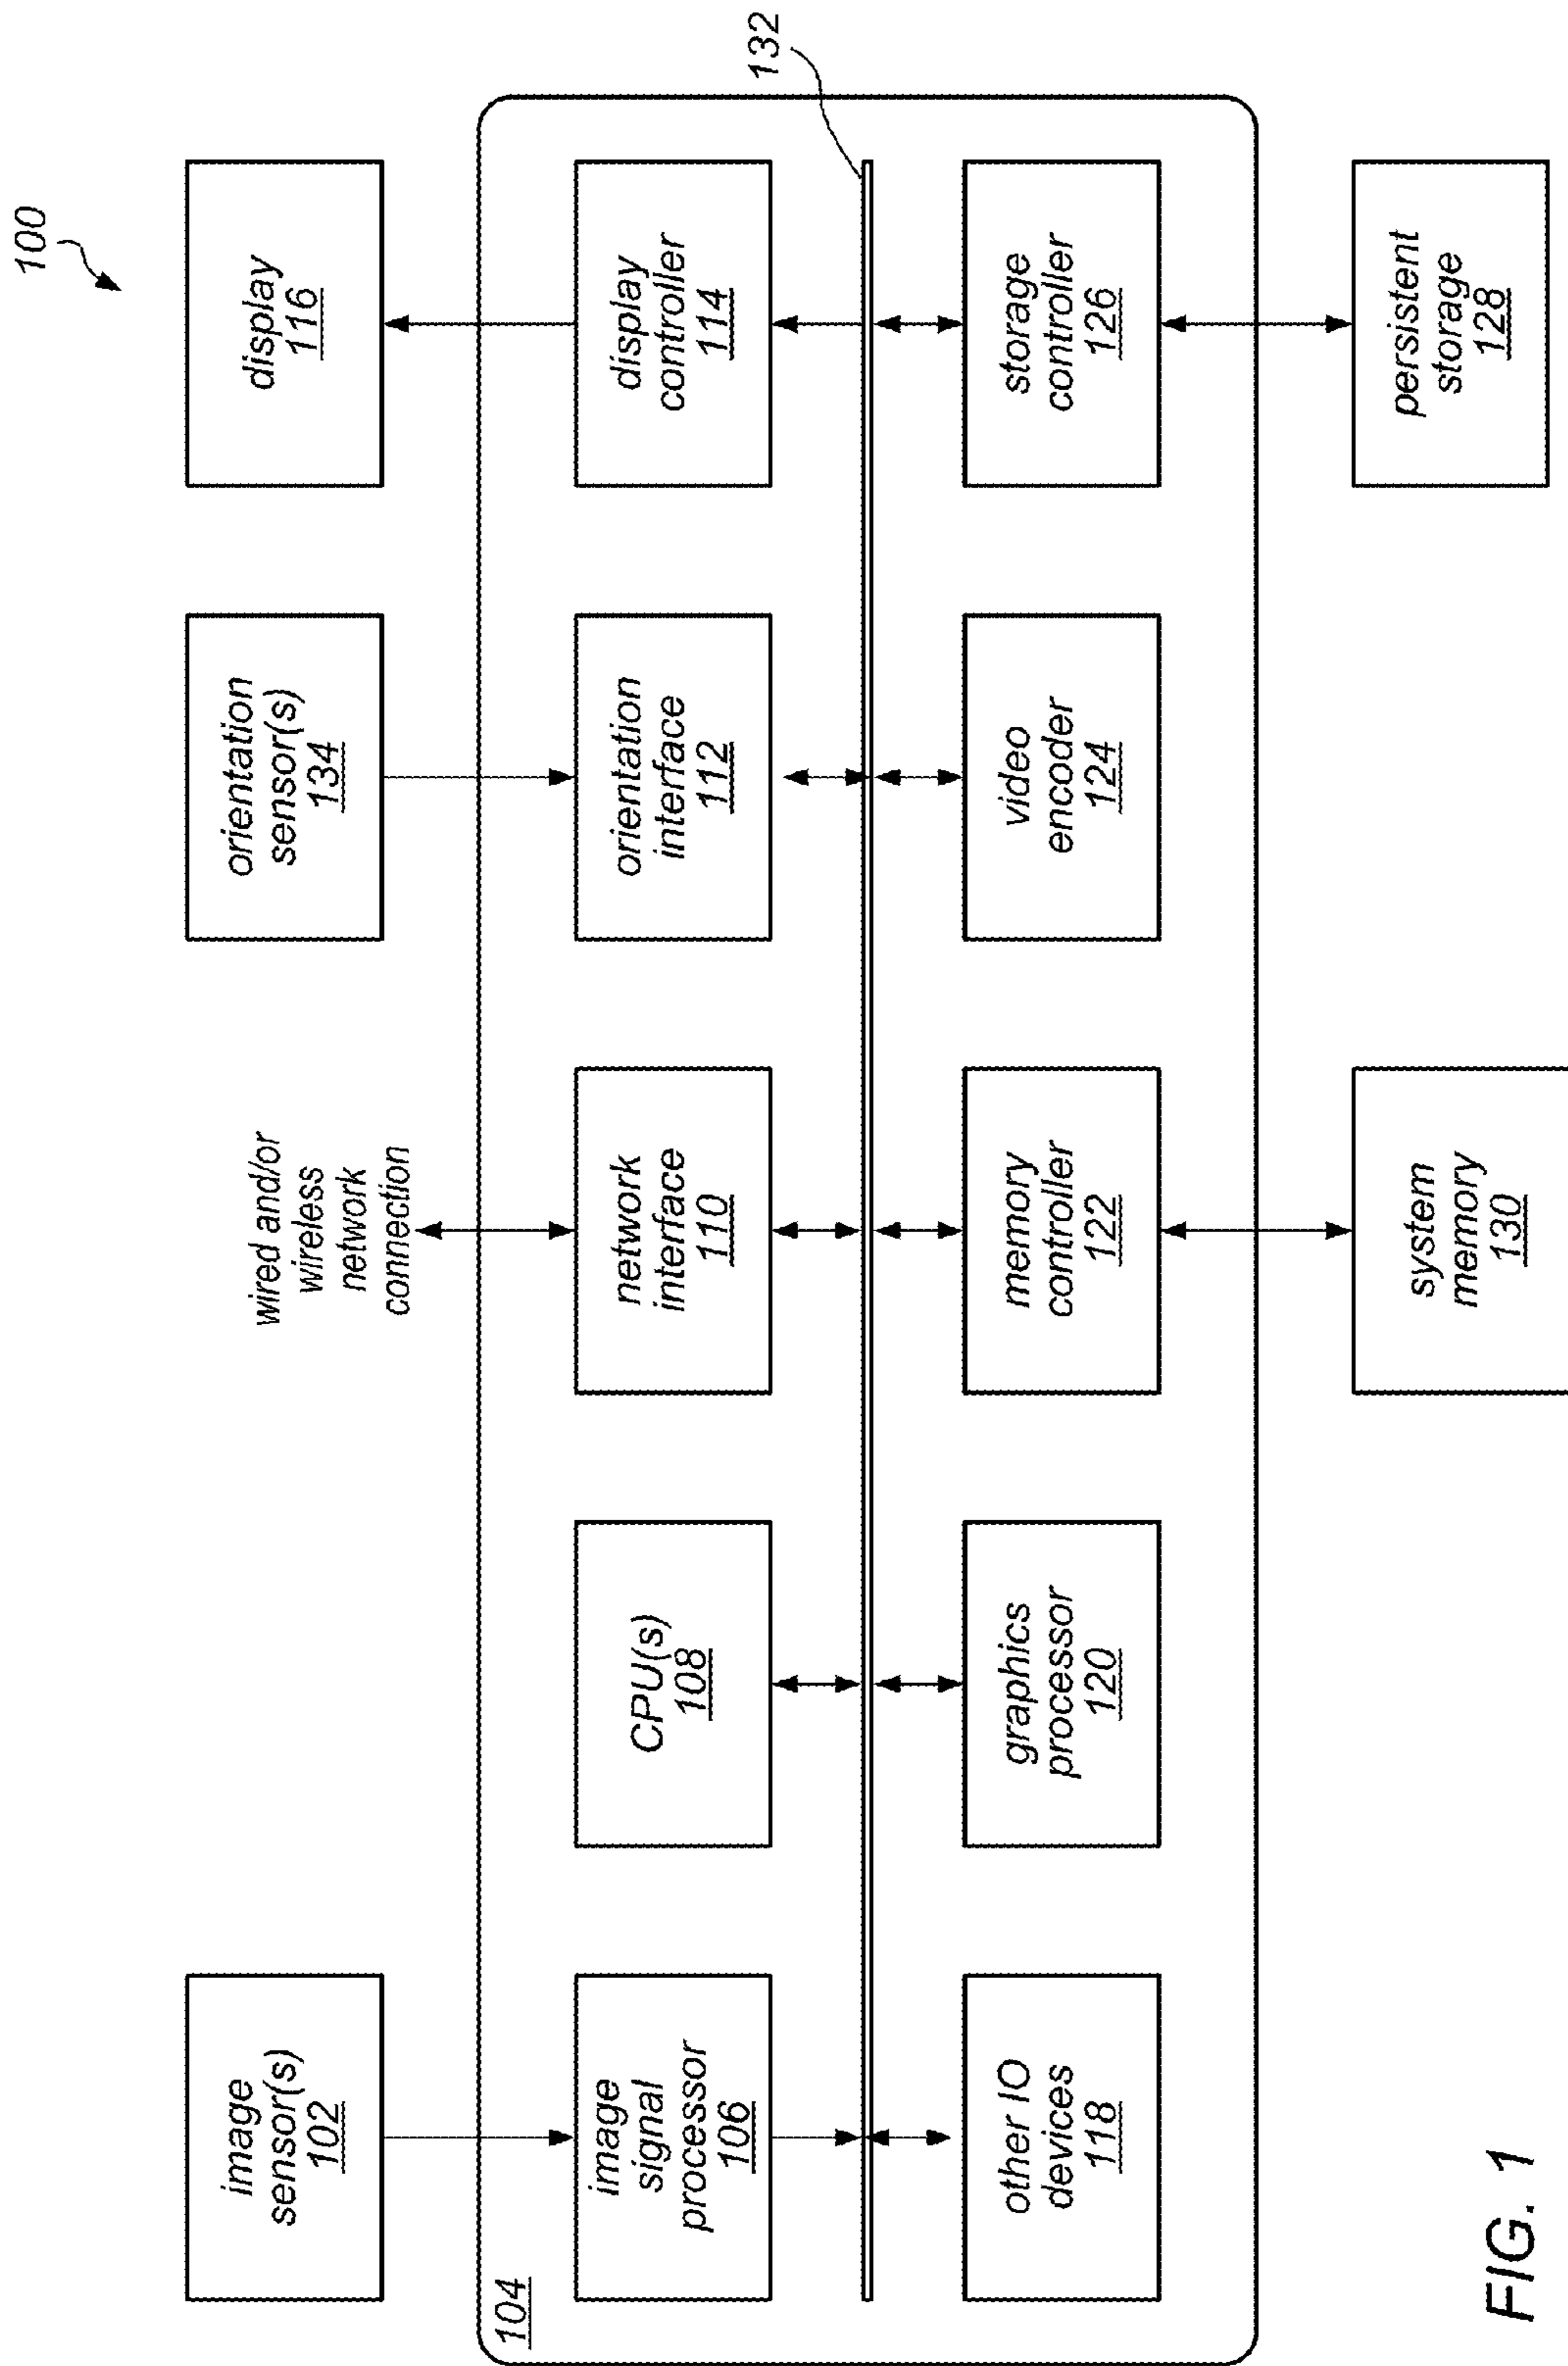 100
image
sensor(s)
102
wired and/or
wireless
network
connection
orientation
sensor(s)
134
display
116
104
image
signal
processor
106
CPU(s)
108
network
interface
110
orientation
interface
112
display
controller
114
132
other IO
devices
118
graphics
processor
120
memory
controller
122
video
encoder
124
storage
controller
126
system
memory
130
persistent
storage
128
FIG. 1